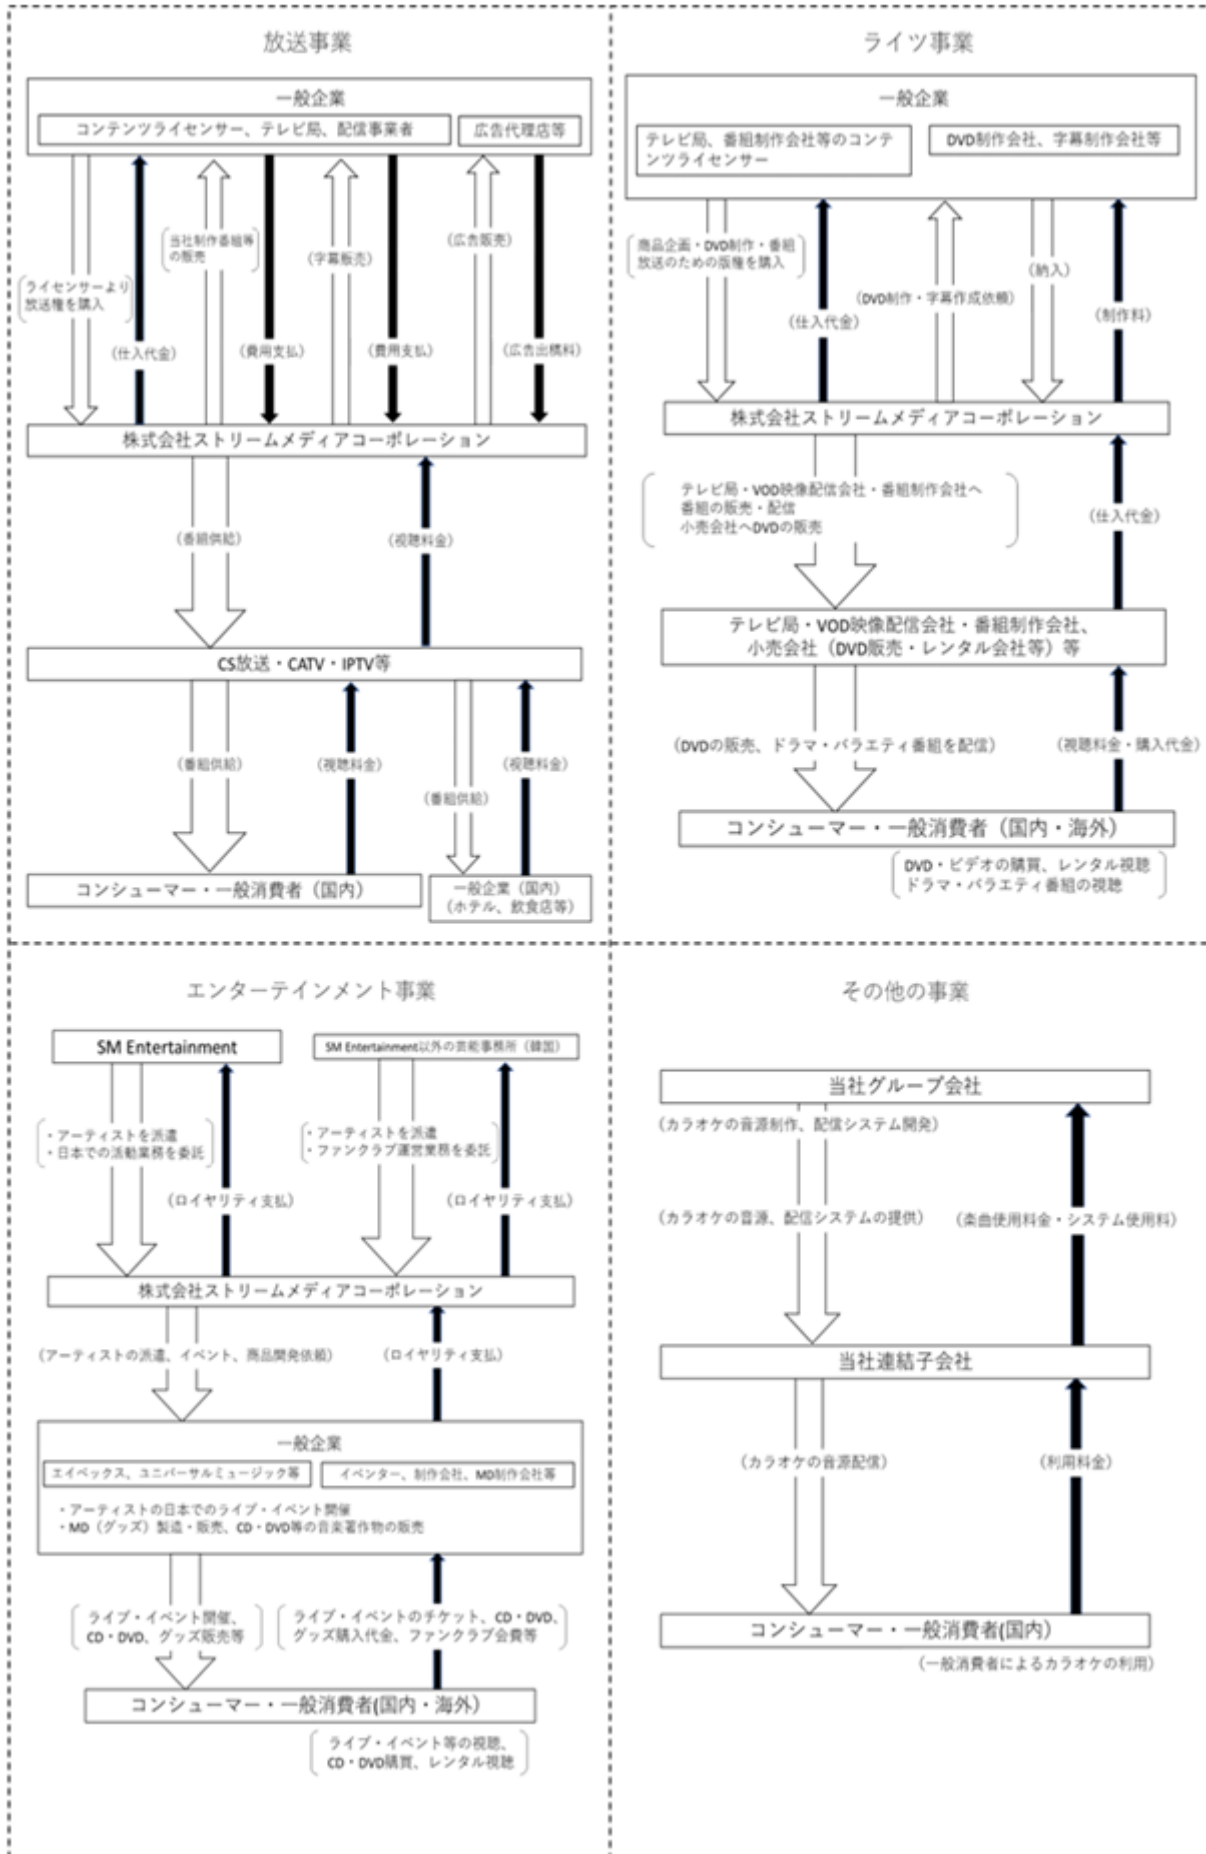 放送事業
一般企業
コンテンツライセンサー、テレビ局、配信事業者
広告代理店等
(ライセンサーより
放送権を購入)
(仕入代金)
(当社制作番組等
の販売)
(費用支払)
(字幕販売)
(費用支払)
(広告販売)
(広告出稿料)
株式会社ストリームメディアコーポレーション
(番組供給)
(視聴料金)
CS放送・CATV・IPTV等
(番組供給)
(視聴料金)
(番組供給)
(視聴料金)
コンシューマー・一般消費者（国内）
一般企業（国内）
（ホテル、飲食店等）
ライツ事業
一般企業
テレビ局、番組制作会社等のコンテ
ンツライセンサー
DVD制作会社、字幕制作会社等
(商品企画・DVD制作・番組
放送のための版権を購入)
(仕入代金)
(DVD制作・字幕作成依頼)
(納入)
(制作料)
株式会社ストリームメディアコーポレーション
テレビ局・VOD映像配信会社・番組制作会社へ
番組の販売・配信
小売会社へDVDの販売
(仕入代金)
テレビ局・VOD映像配信会社・番組制作会社、
小売会社（DVD販売・レンタル会社等）等
(DVDの販売、ドラマ・バラエティ番組を配信)
(視聴料金・購入代金)
コンシューマー・一般消費者（国内・海外）
(DVD・ビデオの購買、レンタル視聴
ドラマ・バラエティ番組の視聴)
エンターテインメント事業
SM Entertainment
SM Entertainment以外の芸能事務所（韓国）
・アーティストを派遣
・日本での活動業務を委託
(ロイヤリティ支払)
・アーティストを派遣
・ファンクラブ運営業務を委託
(ロイヤリティ支払)
株式会社ストリームメディアコーポレーション
(アーティストの派遣、イベント、商品開発依頼)
(ロイヤリティ支払)
一般企業
エイベックス、ユニバーサルミュージック等
イベンター、制作会社、MD制作会社等
・アーティストの日本でのライブ・イベント開催
・MD（グッズ）製造・販売、CD・DVD等の音楽著作物の販売
(ライブ・イベント開催、
CD・DVD、グッズ販売等)
(ライブ・イベントのチケット、CD・DVD、
グッズ購入代金、ファンクラブ会費等)
コンシューマー・一般消費者(国内・海外）
(ライブ・イベント等の視聴、
CD・DVD購買、レンタル視聴)
その他の事業
当社グループ会社
(カラオケの音源制作、配信システム開発)
(カラオケの音源、配信システムの提供)
(楽曲使用料金・システム使用料)
当社連結子会社
(カラオケの音源配信)
(利用料金)
コンシューマー・一般消費者(国内）
(一般消費者によるカラオケの利用)